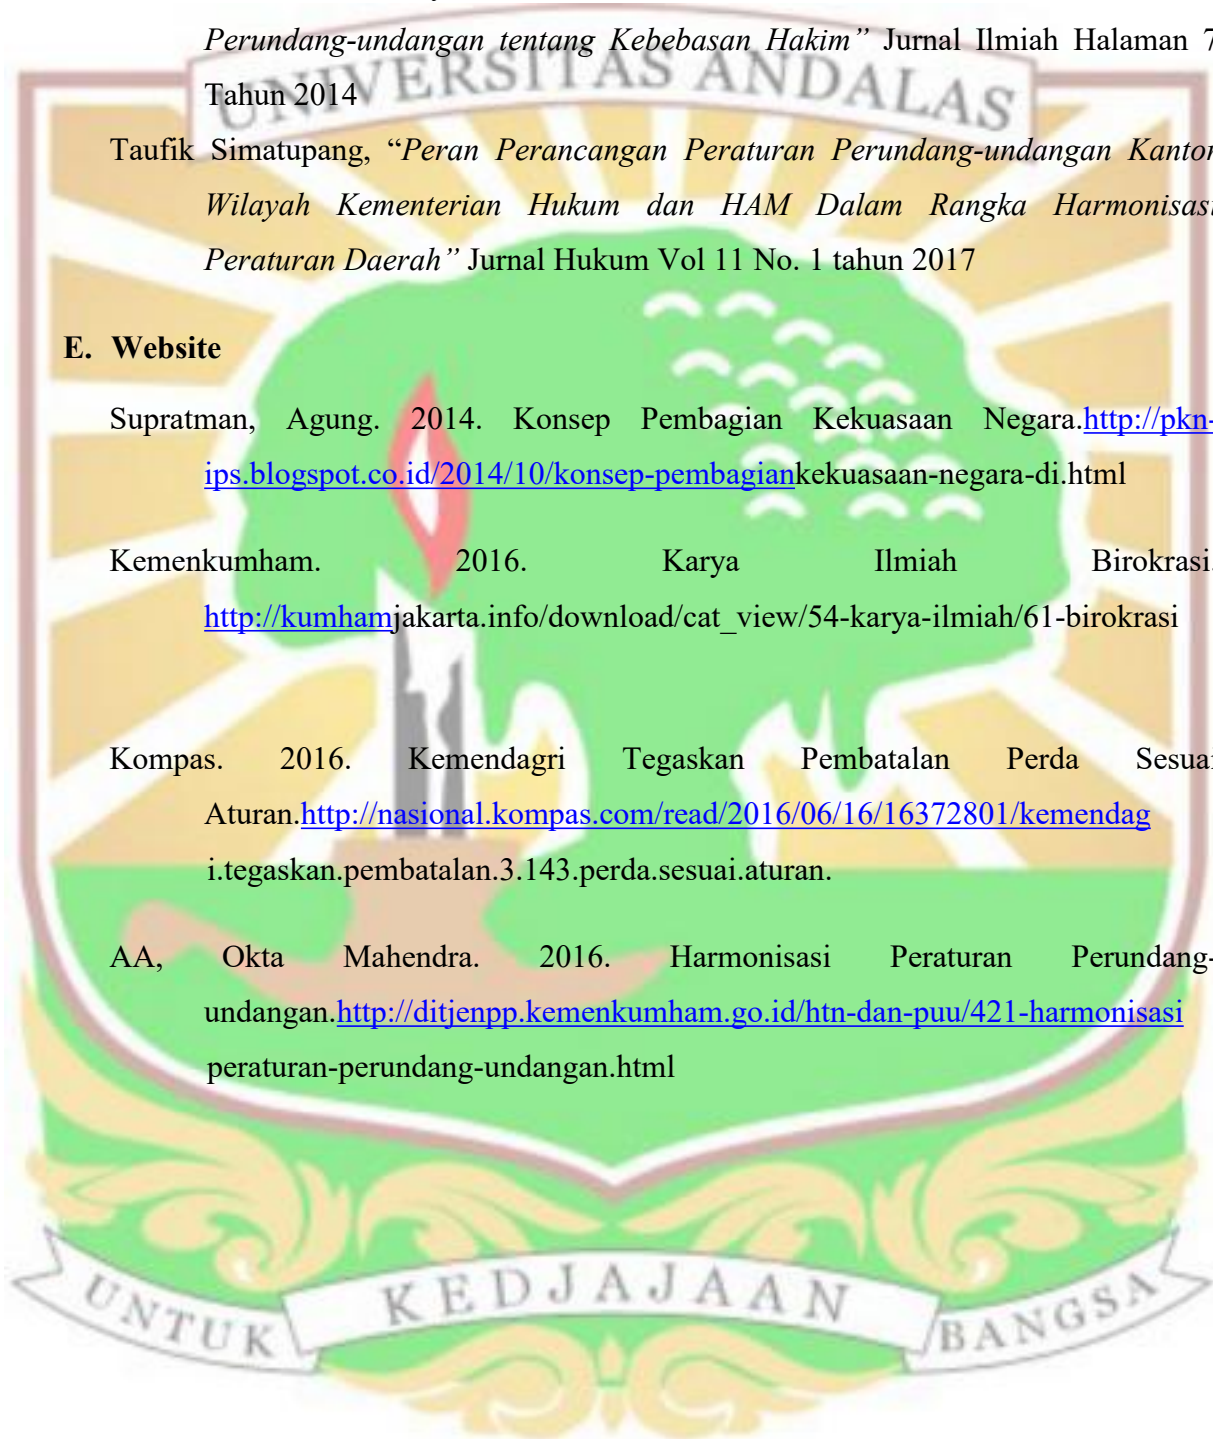 Perundang-undangan tentang Kebebasan Hakim” Jurnal Ilmiah Halaman 7
UNIVERSITAS ANDALAS
Tahun 2014
Taufik Simatupang, “Peran Perancangan Peraturan Perundang-undangan Kantor
Wilayah Kementerian Hukum dan HAM Dalam Rangka Harmonisasi
Peraturan Daerah” Jurnal Hukum Vol 11 No. 1 tahun 2017
E. Website
Supratman, Agung. 2014. Konsep Pembagian Kekuasaan Negara.http://pkn-
ips.blogspot.co.id/2014/10/konsep-pembagiankekuasaan-negara-di.html
Kemenkumham. 2016. Karya Ilmiah Birokrasi.
http://kumhamjakarta.info/download/cat_view/54-karya-ilmiah/61-birokrasi
Kompas. 2016. Kemendagri Tegaskan Pembatalan Perda Sesuai
Aturan.http://nasional.kompas.com/read/2016/06/16/16372801/kemendag
i.tegaskan.pembatalan.3.143.perda.sesuai.aturan.
AA, Okta Mahendra. 2016. Harmonisasi Peraturan Perundang-
undangan.http://ditjenpp.kemenkumham.go.id/htn-dan-puu/421-harmonisasi
peraturan-perundang-undangan.html
UNTUK KEDJAJAAN BANGSA